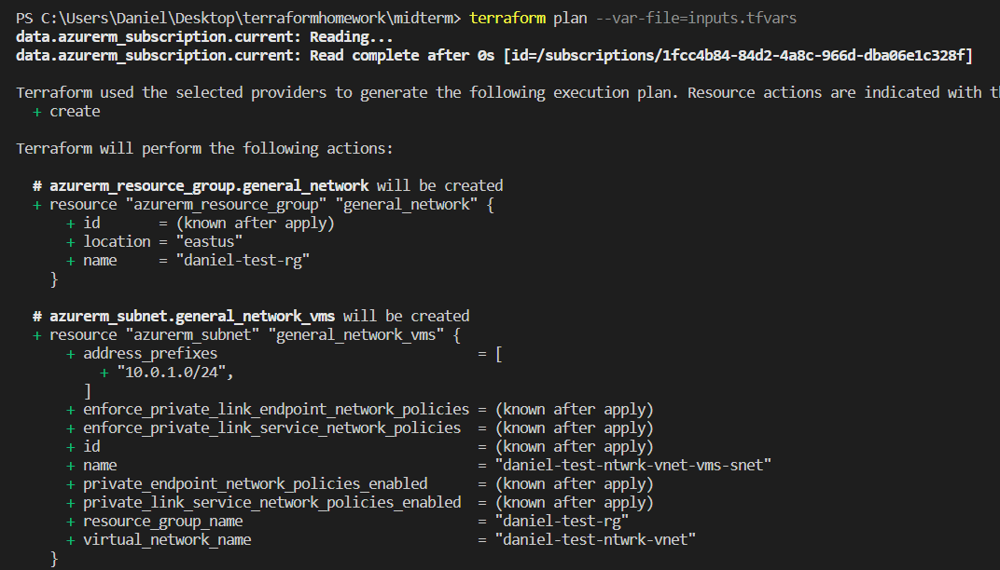 PS C:\Users\Daniel\Desktop\terraformhomework\midterm> terraform plan --var-file=inputs.tfvars
data.azurerm_subscription.current: Reading...
data.azurerm_subscription.current: Read complete after 0s [id=/subscriptions/1fcc4b84-84d2-4a8c-966d-dba06e1c328f]
Terraform used the selected providers to generate the following execution plan. Resource actions are indicated with
+ create
Terraform will perform the following actions:
# azurerm_resource_group.general_network will be created
+ resource "azurerm_resource_group" "general_network" {
+ id       = (known after apply)
+ location = "eastus"
+ name     = "daniel-test-rg"
}
# azurerm_subnet.general_network_vms will be created
+ resource "azurerm_subnet" "general_network_vms" {
+ address_prefixes                               = [
+ "10.0.1.0/24",
]
+ enforce_private_link_endpoint_network_policies = (known after apply)
+ enforce_private_link_service_network_policies  = (known after apply)
+ id                                             = (known after apply)
+ name                                           = "daniel-test-ntwrk-vnet-vms-snet"
+ private_endpoint_network_policies_enabled      = (known after apply)
+ private_link_service_network_policies_enabled  = (known after apply)
+ resource_group_name                            = "daniel-test-rg"
+ virtual_network_name                           = "daniel-test-ntwrk-vnet"
}